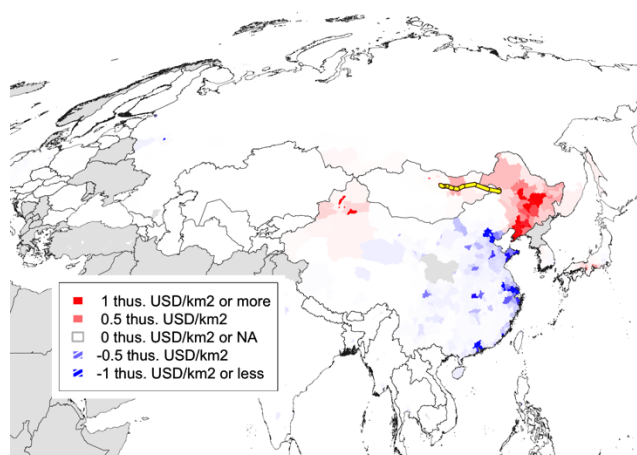 1 thus. USD/km2 or more
0.5 thus. USD/km2
0 thus. USD/km2 or NA
-0.5 thus. USD/km2
-1 thus. USD/km2 or less